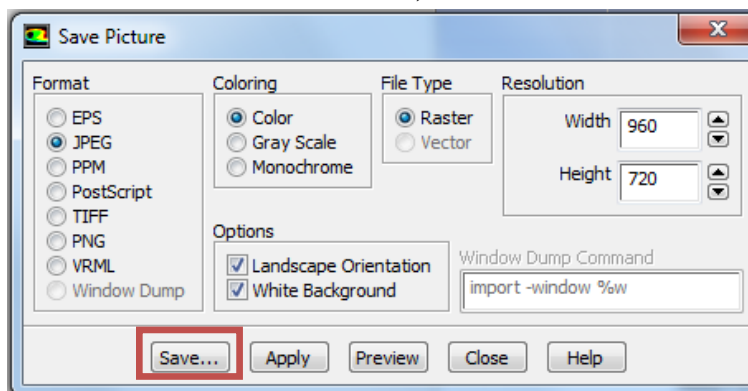 Save Picture
Format
EPS
JPEG
PPM
PostScript
TIFF
PNG
VRML
Window Dump
Coloring
Color
Gray Scale
Monochrome
File Type
Raster
Vector
Resolution
Width 960
Height 720
Options
Landscape Orientation
White Background
Window Dump Command
import -window %w
Save... Apply Preview Close Help